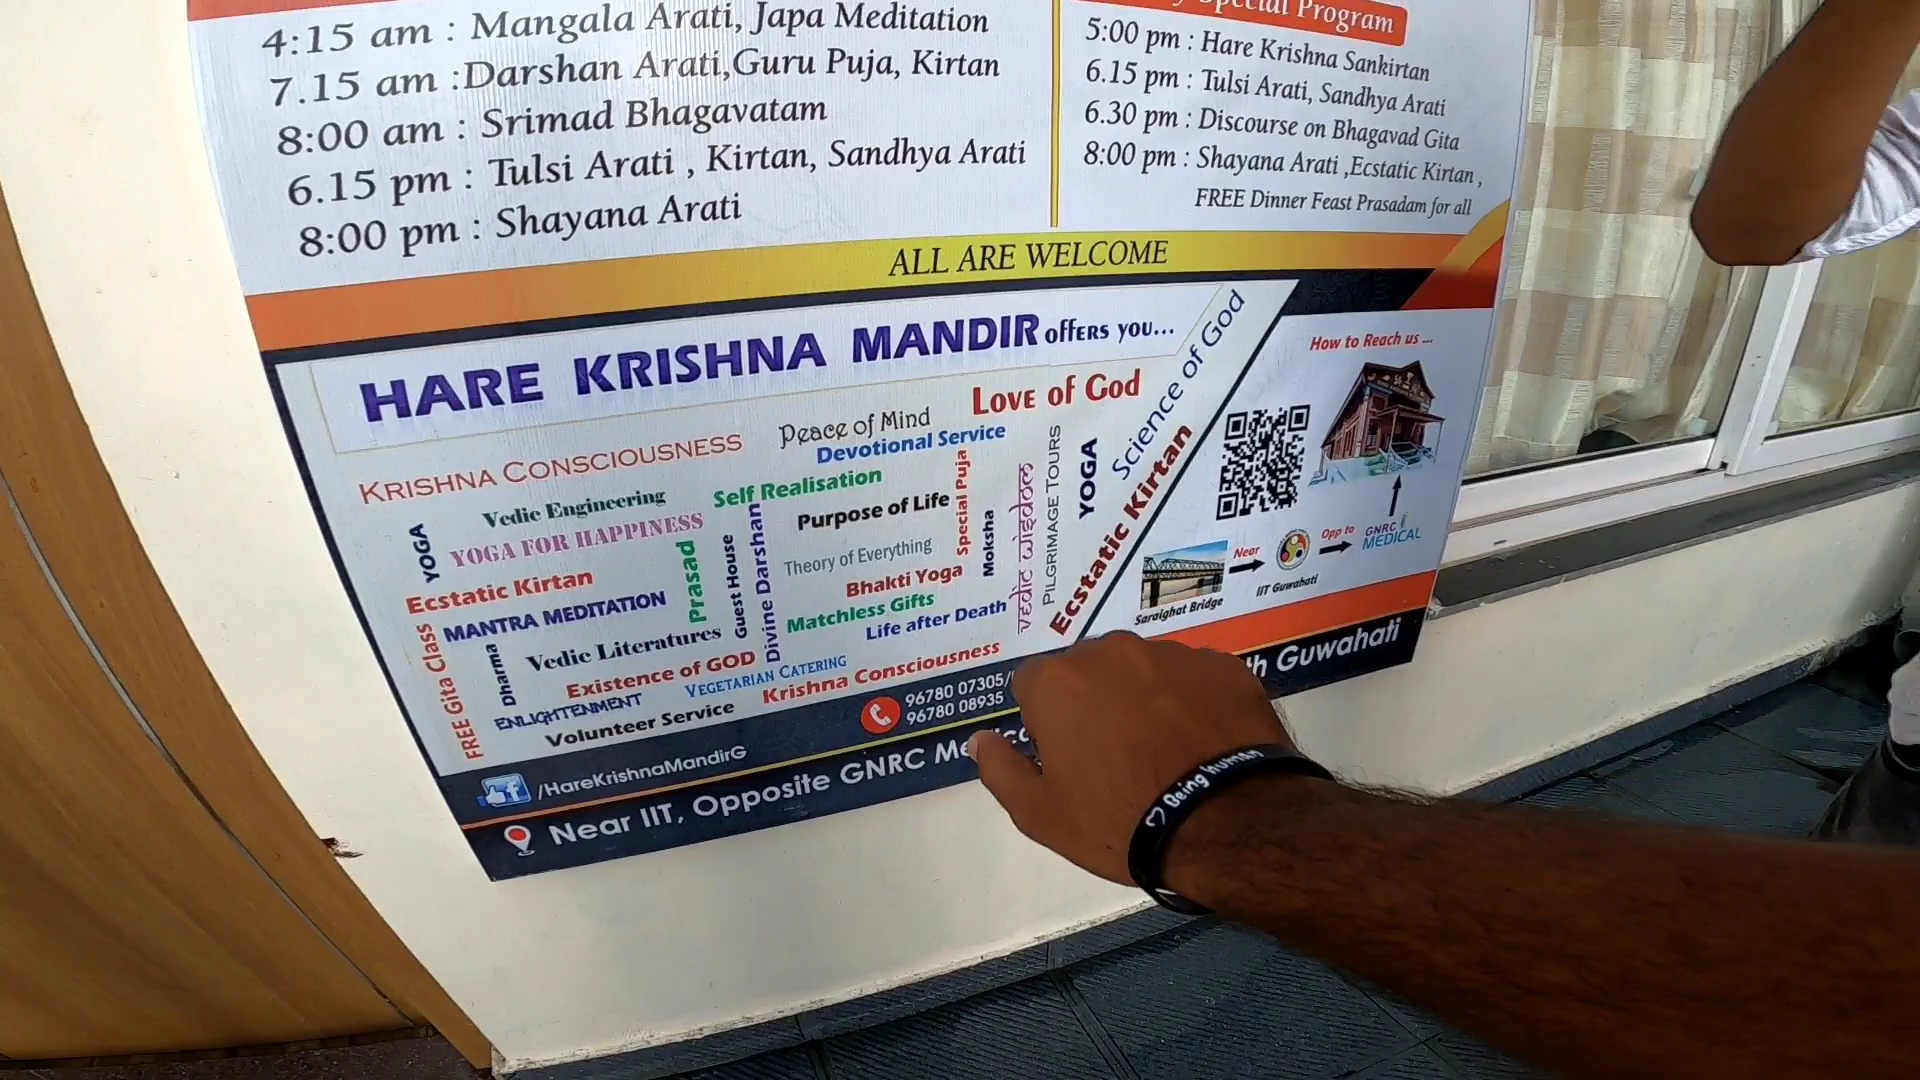 4:15 am : Mangala Arati, Japa Meditation
7.15 am :Darshan Arati,Guru Puja, Kirtan
8:00 am : Srimad Bhagavatam
6.15 pm : Tulsi Arati , Kirtan, Sandhya Arati
8:00 pm : Shayana Arati
Special Program
5:00 pm : Hare Krishna Sankirtan
6.15 pm : Tulsi Arati, Sandhya Arati
6.30 pm : Discourse on Bhagavad Gita
8:00 pm : Shayana Arati ,Ecstatic Kirtan ,
FREE Dinner Feast Prasadam for all
ALL ARE WELCOME
HARE KRISHNA MANDIR offers you...
Krishna Consciousness
Peace of Mind
Love of God
Science of God
Devotional Service
Vedic Engineering
Self Realisation
YOGA
YOGA FOR HAPPINESS
Purpose of Life
Special Puja
Moksha
vedic wisdom
Pilgrimage Tours
YOGA
Ecstatic Kirtan
Ecstatic Kirtan
Prasad
Guest House
Divine Darshan
Theory of Everything
Bhakti Yoga
MANTRA MEDITATION
Matchless Gifts
Life after Death
FREE Gita Class
Dharma
Vedic Literatures
Existence of GOD
Vegetarian Catering
ENLIGHTENMENT
Krishna Consciousness
Volunteer Service
How to Reach us ...
Saraighat Bridge
Near
IIT Guwahati
Opp to
GNRC
MEDICAL
/HareKrishnaMandirG
96780 07305/
96780 08935
Near IIT, Opposite GNRC
Guwahati
Being Human